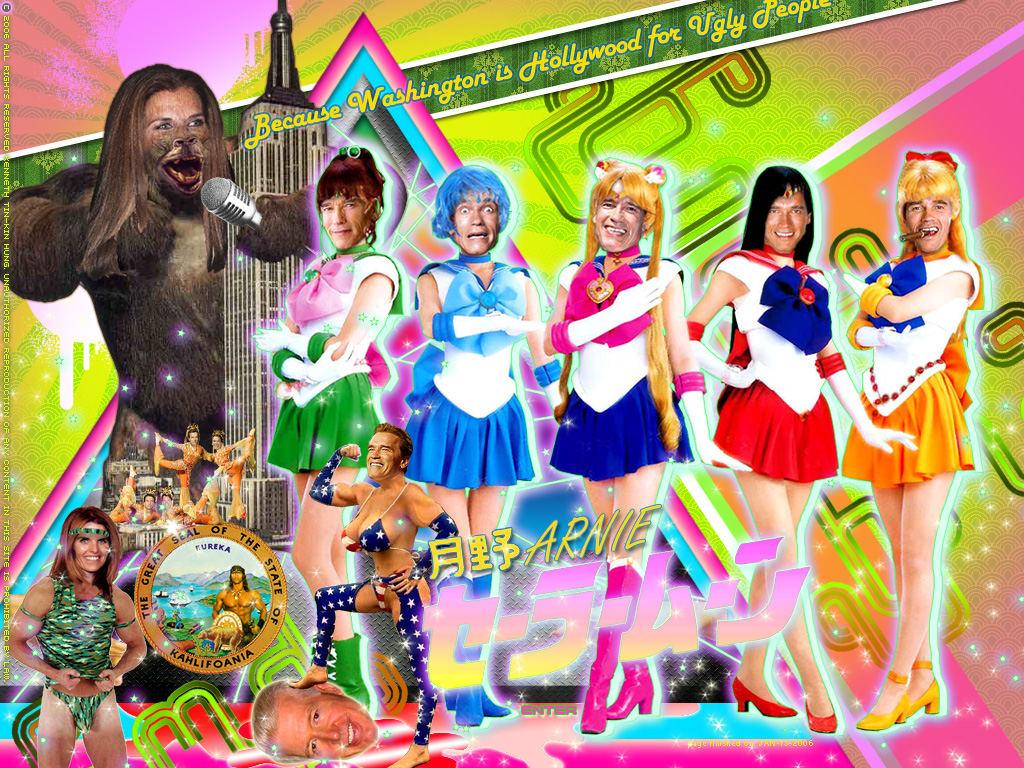 Because Washington is Hollywood for Ugly People
© 2006 ALL RIGHTS RESERVED KENNETH TIN-KIN HUNG. UNAUTHORIZED REPRODUCTION OF ANY CONTENT IN THIS SITE IS PROHIBITED BY LAW
THE GREAT SEAL OF THE STATE OF
EUREKA
KAHLIFOANIA
月野 ARNIE
セーラームーン
ENTER